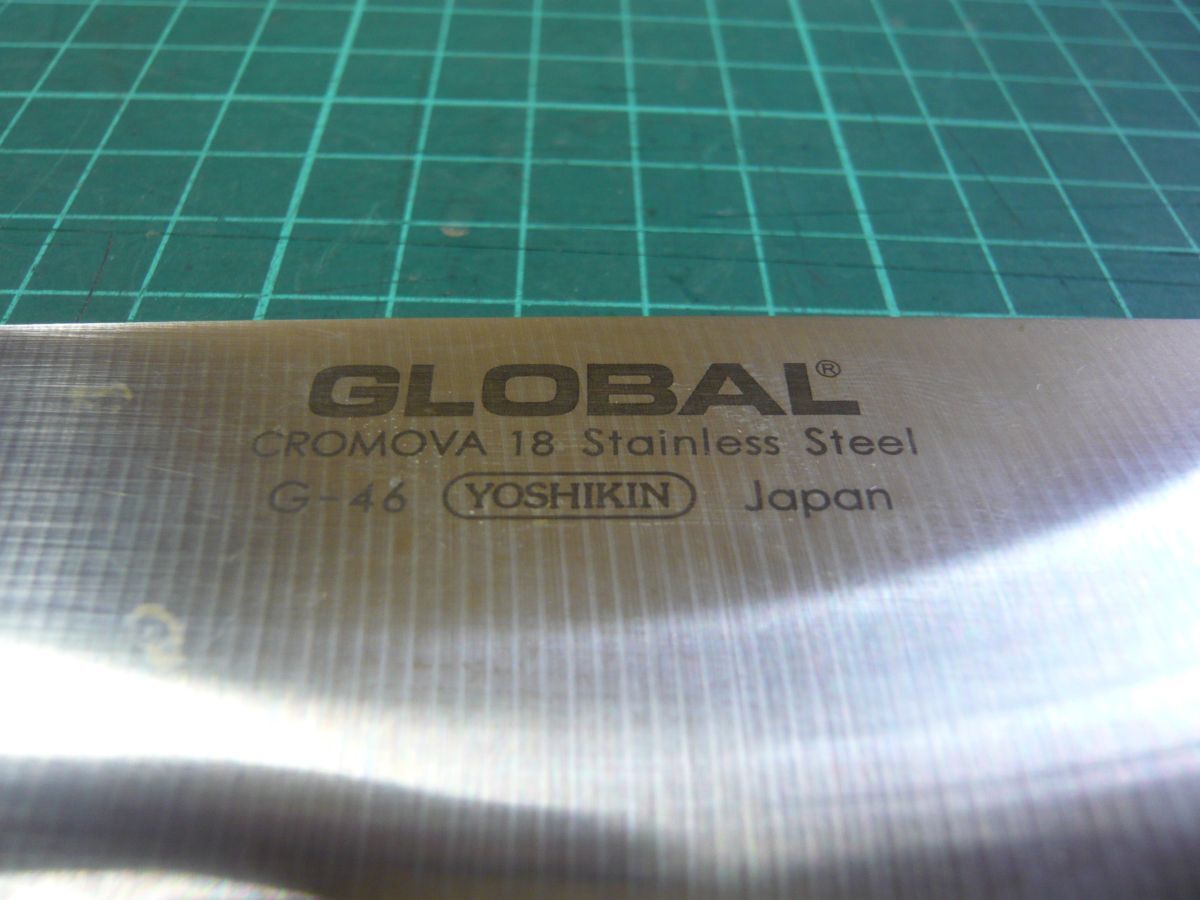 GLOBAL®
CROMOVA 18 Stainless Steel
G-46 YOSHIKIN Japan